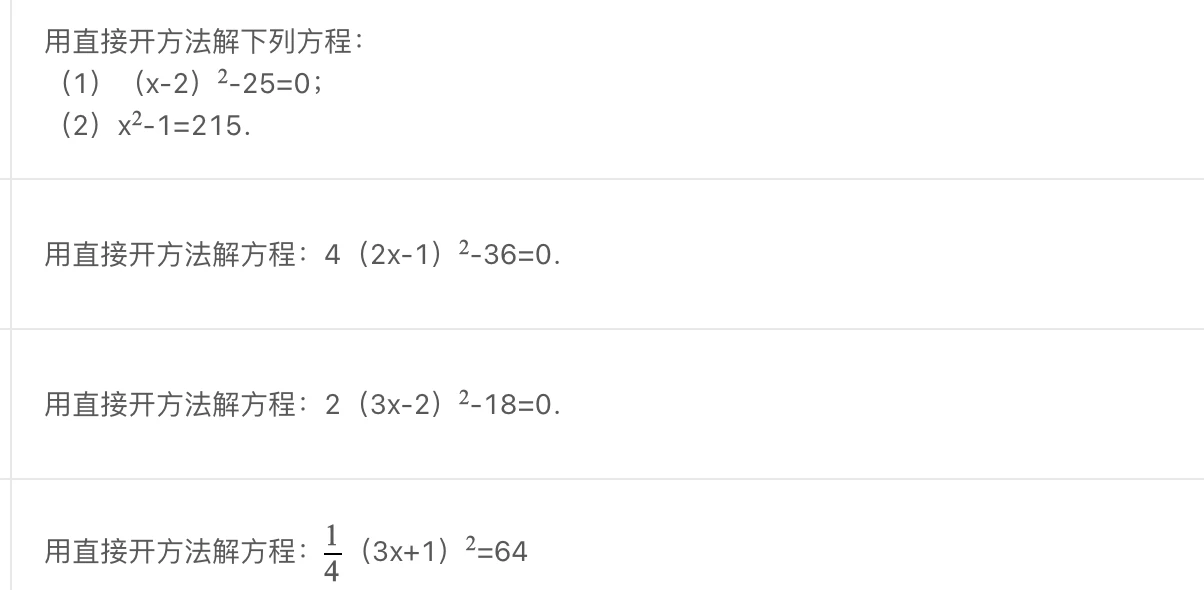 用直接开方法解下列方程：
（1）（x-2）²-25=0；
（2）x²-1=215.
用直接开方法解方程：4（2x-1）²-36=0.
用直接开方法解方程：2（3x-2）²-18=0.
用直接开方法解方程：1/4（3x+1）²=64